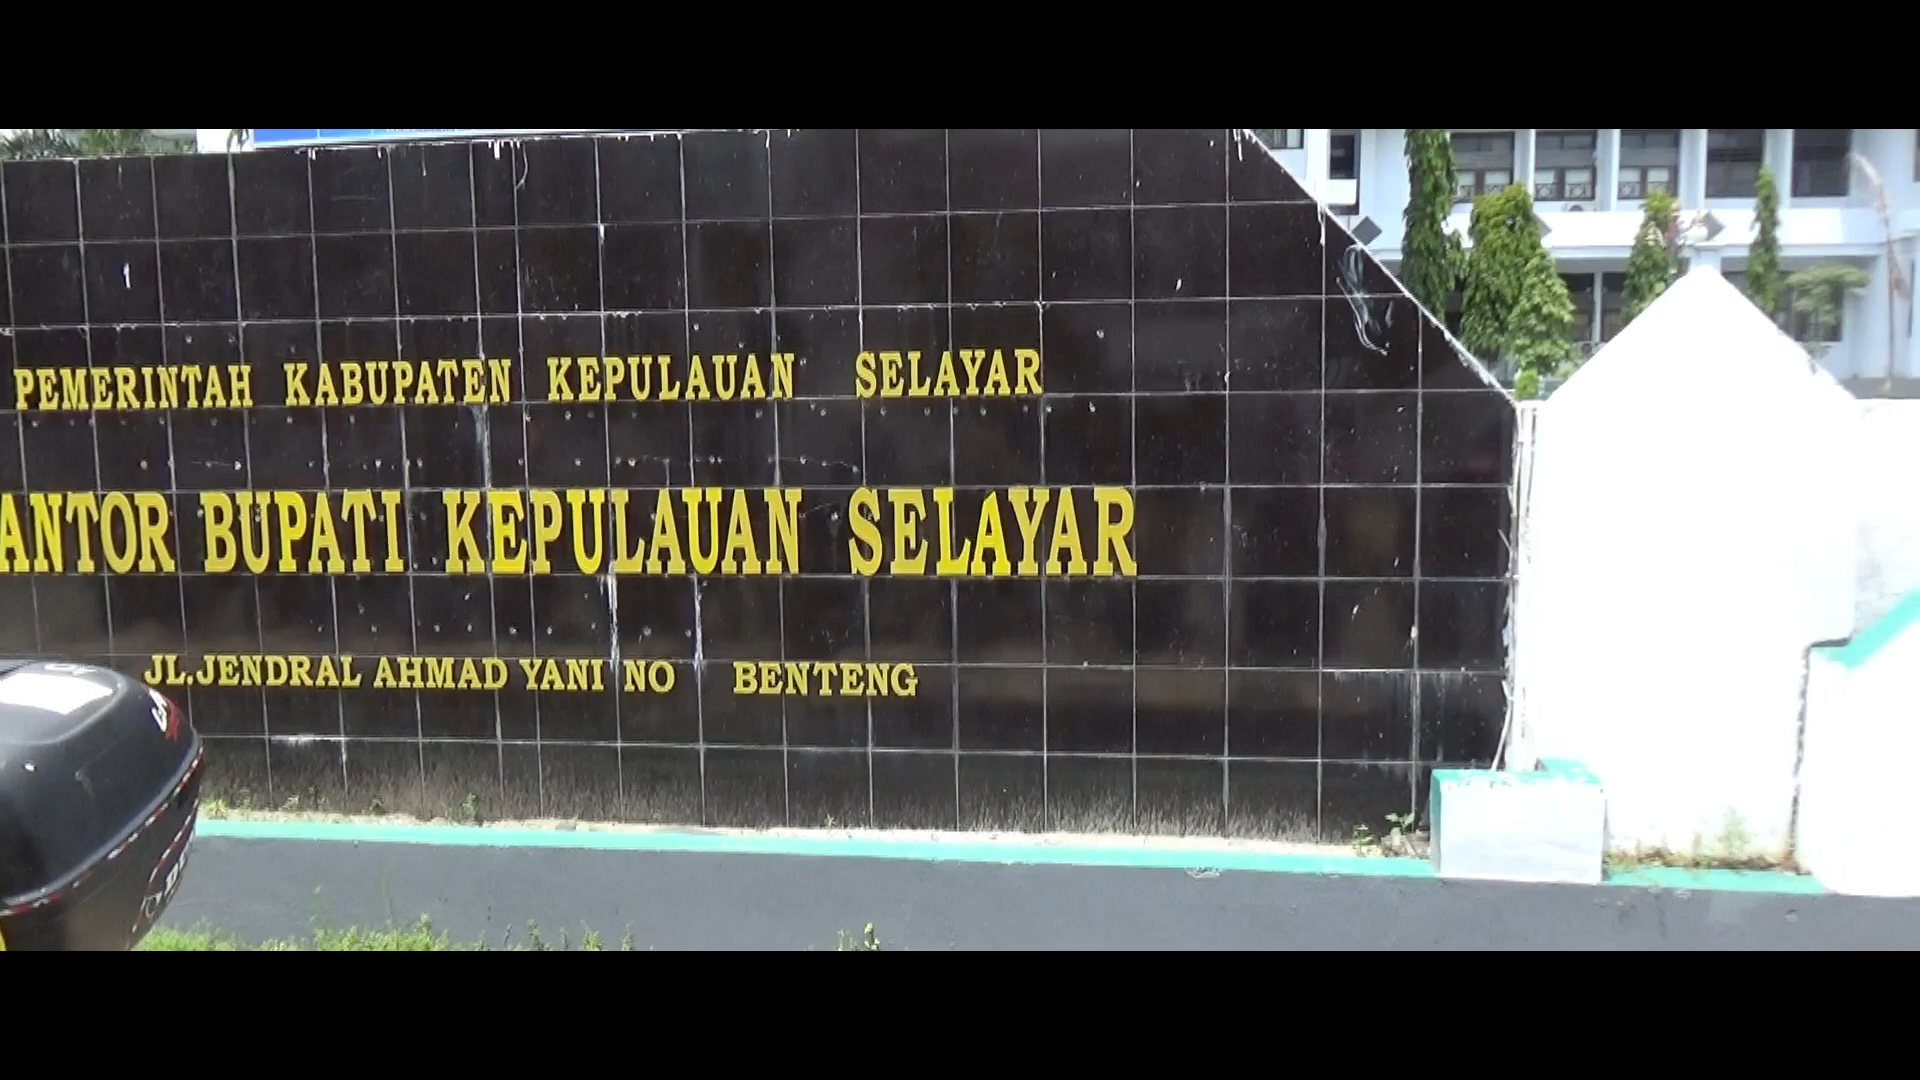 PEMERINTAH KABUPATEN KEPULAUAN SELAYAR
ANTOR BUPATI KEPULAUAN SELAYAR
JL.JENDRAL AHMAD YANI NO BENTENG